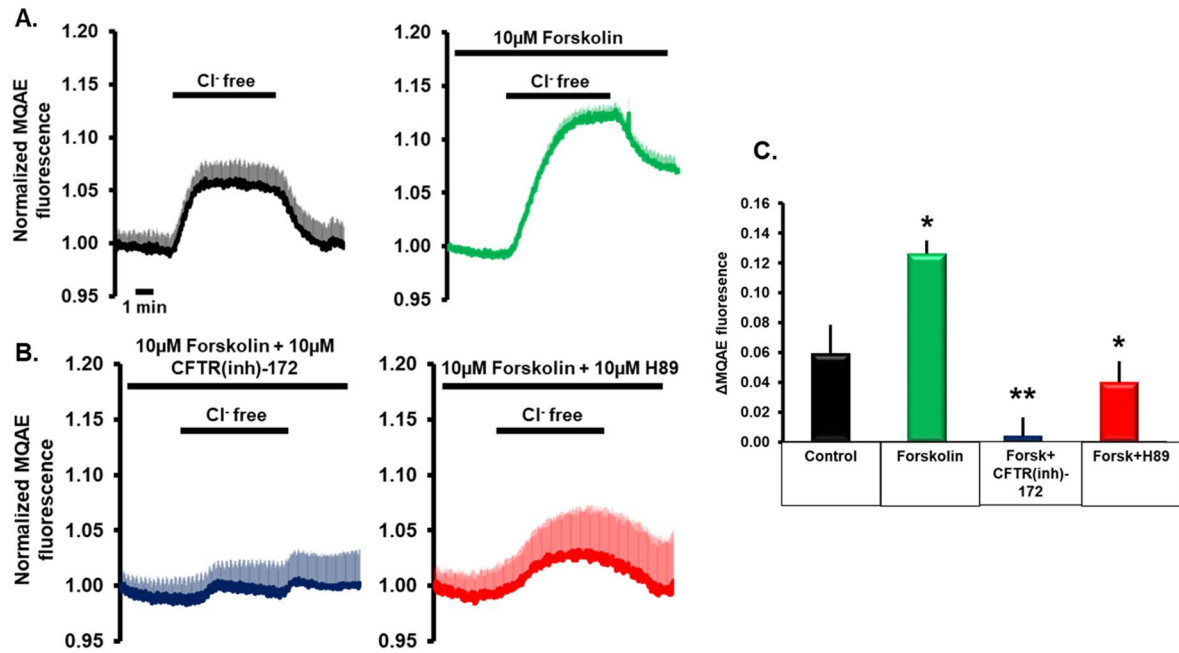 A.
Normalized MQAE
fluorescence
1.20
1.15
1.10
1.05
1.00
0.95
Cl- free
1 min
1.20
1.15
1.10
1.05
1.00
0.95
10µM Forskolin
Cl- free
B.
Normalized MQAE
fluorescence
1.20
1.15
1.10
1.05
1.00
0.95
10µM Forskolin + 10µM
CFTR(inh)-172
Cl- free
1.20
1.15
1.10
1.05
1.00
0.95
10µM Forskolin + 10µM H89
Cl- free
C.
ΔMQAE fluoresence
0.16
0.14
0.12
0.10
0.08
0.06
0.04
0.02
0.00
*
**
*
Control
Forskolin
Forsk+
CFTR(inh)-
172
Forsk+H89